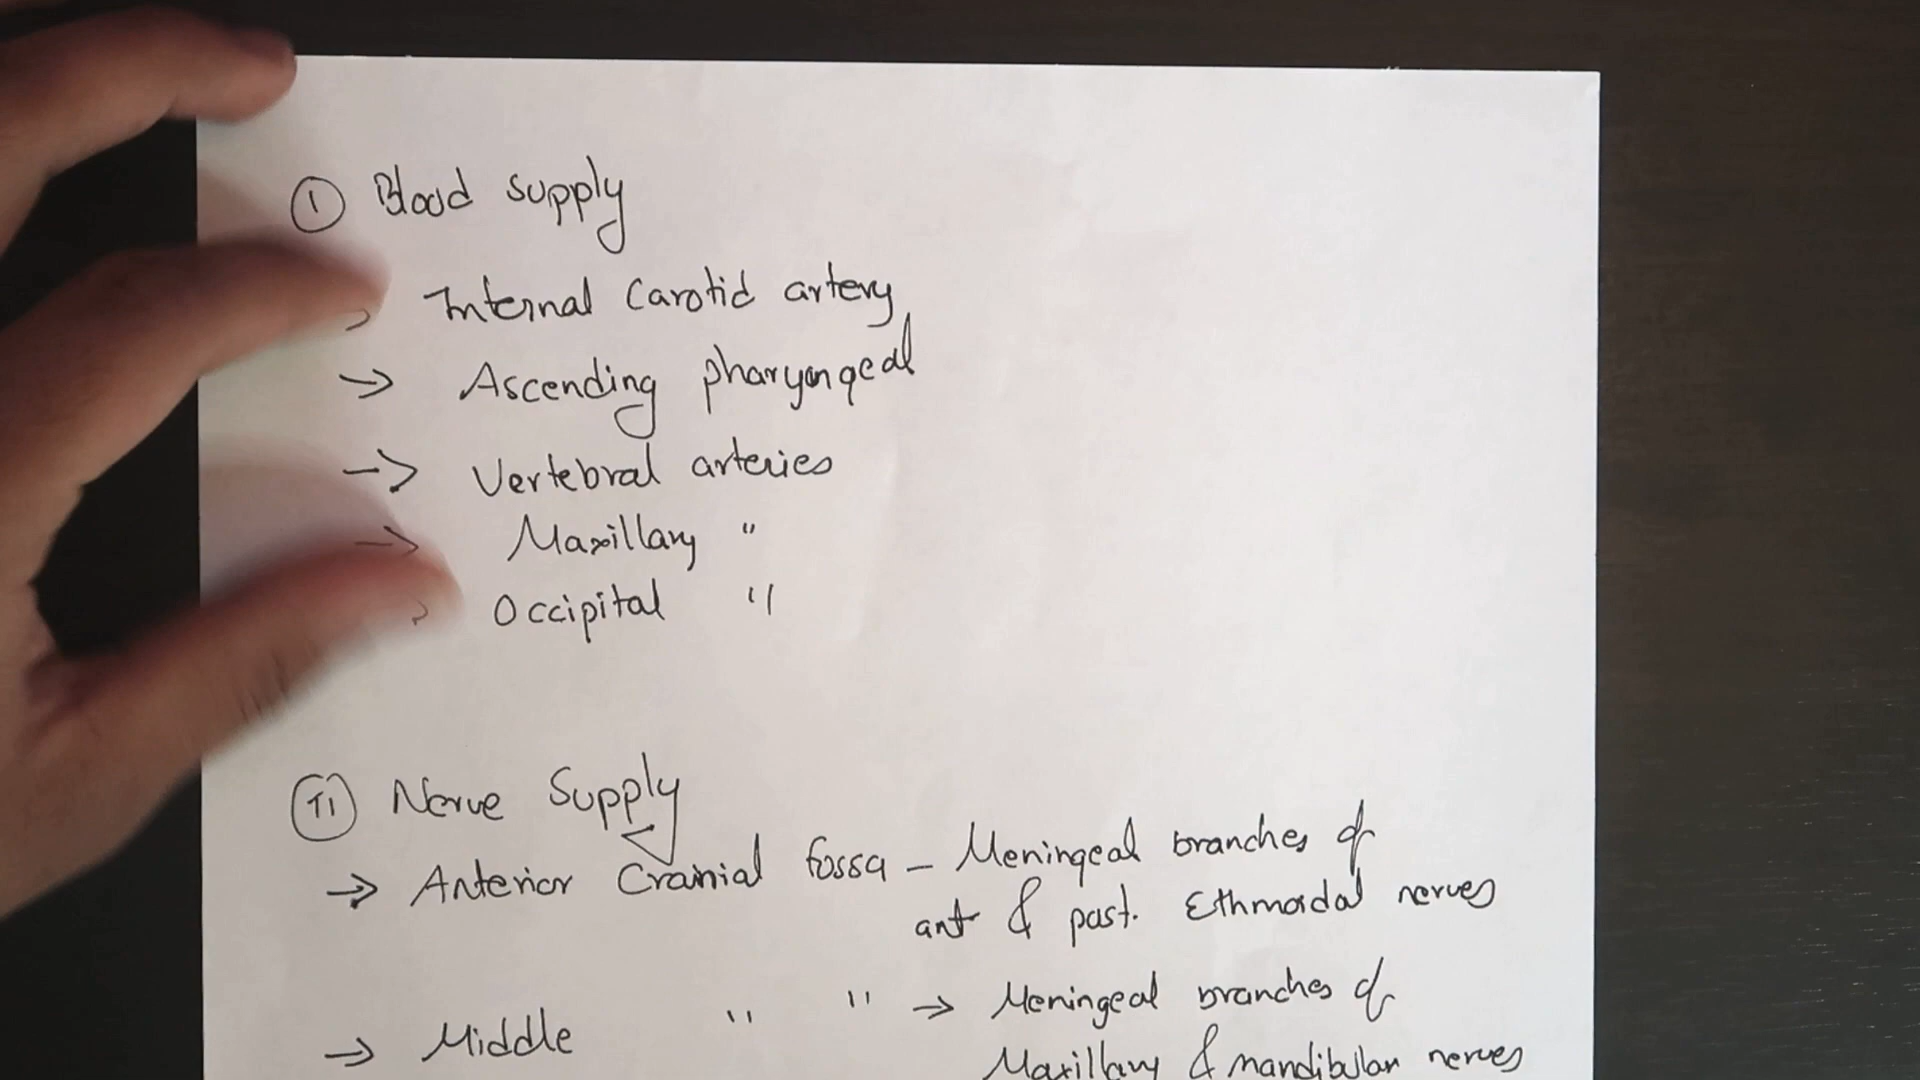 ① Blood supply
→ Internal Carotid artery
→ Ascending pharyngeal
→ Vertebral arteries
→ Maxillary "
→ Occipital "
II Nerve Supply
→ Anterior Cranial fossa - Meningeal branches of
ant & post. Ethmoidal nerves
→ Middle " " → Meningeal branches of
Maxillary & mandibular nerves